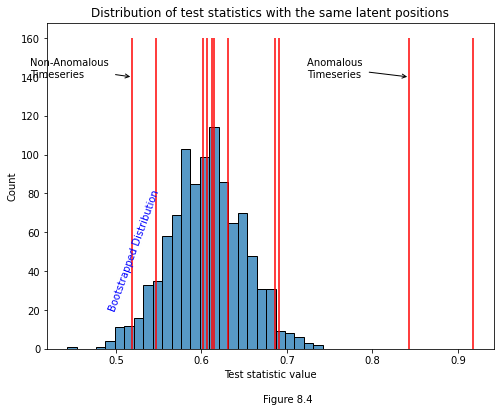 Distribution of test statistics with the same latent positions
160
140
120
100
80
60
40
20
0
Count
Non-Anomalous
Timeseries
Anomalous
Timeseries
Bootstrapped Distribution
0.5 0.6 0.7 0.8 0.9
Test statistic value
Figure 8.4